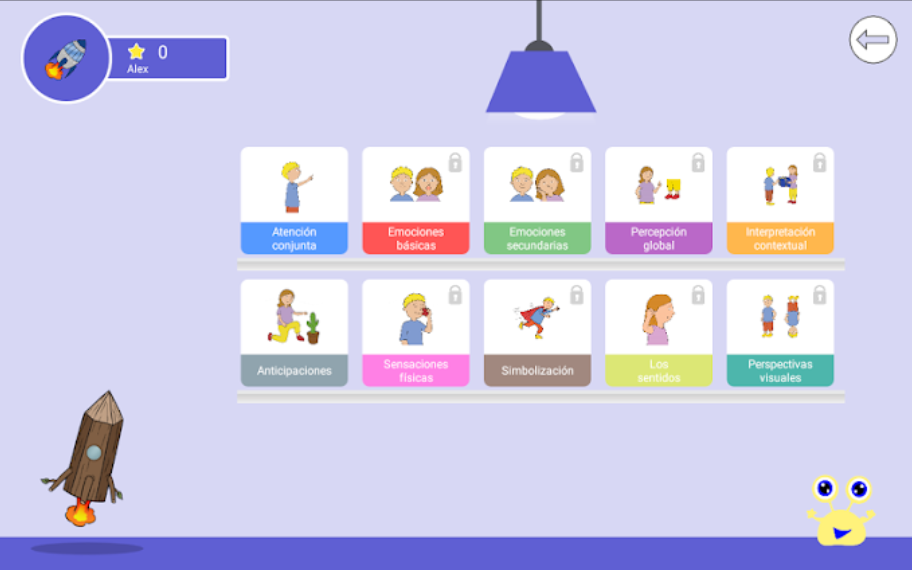 0
Alex
Atención
conjunta
Emociones
básicas
Emociones
secundarias
Percepción
global
Interpretación
contextual
Anticipaciones
Sensaciones
físicas
Simbolización
Los
sentidos
Perspectivas
visuales